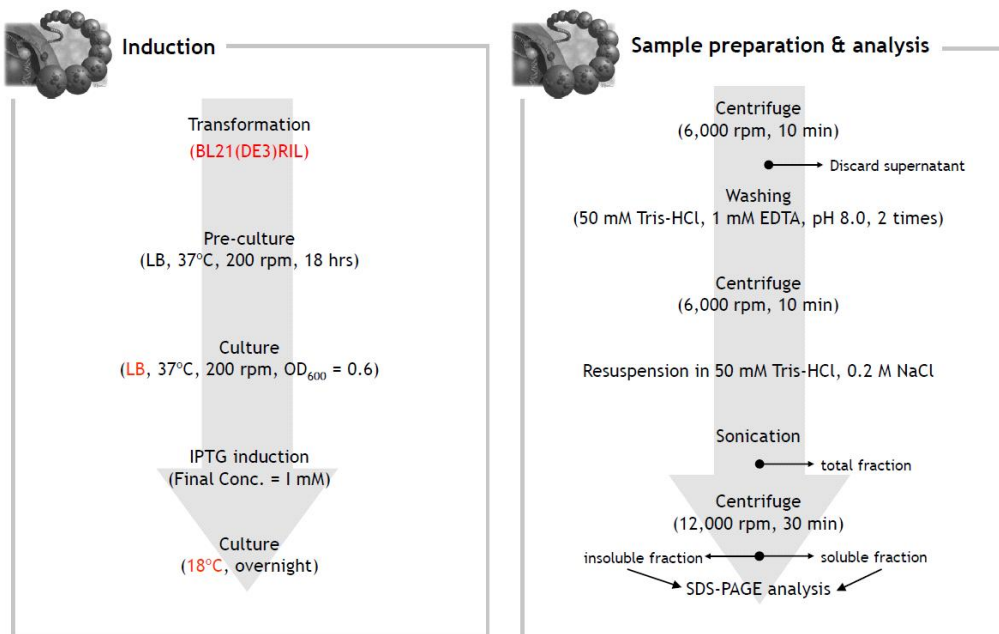 Induction
Transformation
(BL21(DE3)RIL)
Pre-culture
(LB, 37°C, 200 rpm, 18 hrs)
Culture
(LB, 37°C, 200 rpm, OD₆₀₀ = 0.6)
IPTG induction
(Final Conc. = I mM)
Culture
(18°C, overnight)
Sample preparation & analysis
Centrifuge
(6,000 rpm, 10 min)
Discard supernatant
Washing
(50 mM Tris-HCl, 1 mM EDTA, pH 8.0, 2 times)
Centrifuge
(6,000 rpm, 10 min)
Resuspension in 50 mM Tris-HCl, 0.2 M NaCl
Sonication
total fraction
Centrifuge
(12,000 rpm, 30 min)
insoluble fraction soluble fraction
SDS-PAGE analysis